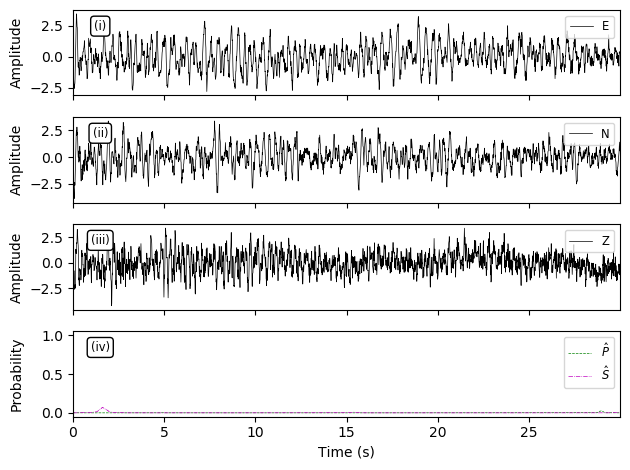 (i)
E
Amplitude
2.5
0.0
−2.5
(ii)
N
Amplitude
2.5
0.0
−2.5
(iii)
Z
Amplitude
2.5
0.0
−2.5
(iv)
P̂
Ŝ
Probability
1.0
0.5
0.0
0 5 10 15 20 25
Time (s)